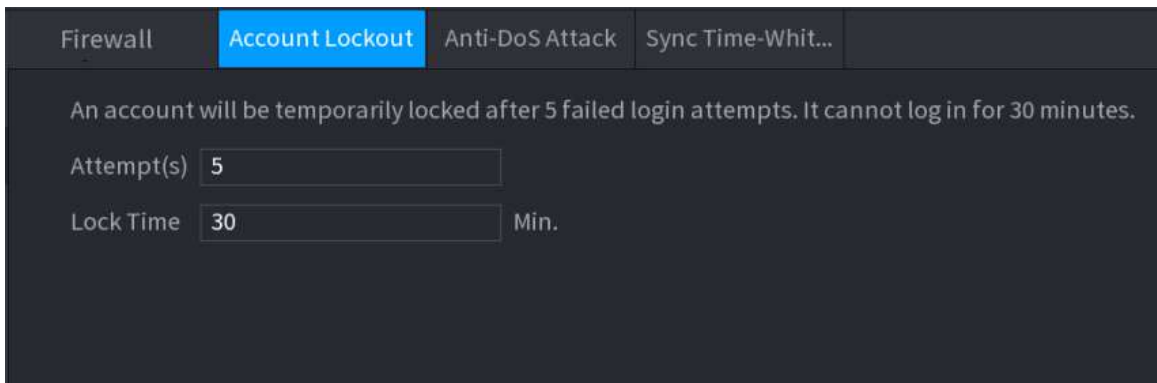 Firewall Account Lockout Anti-DoS Attack Sync Time-Whit...
An account will be temporarily locked after 5 failed login attempts. It cannot log in for 30 minutes.
Attempt(s) 5
Lock Time 30 Min.